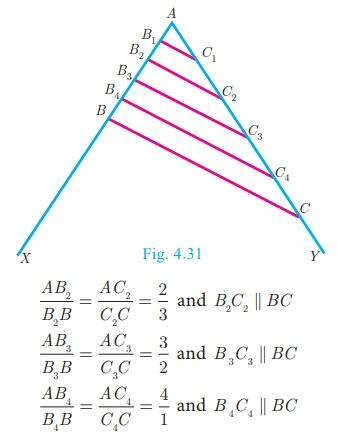 A
B₁
C₁
B₂
B₃
C₂
B₄
B
C₃
C₄
C
X
Fig. 4.31
Y
AB₂/B₂B = AC₂/C₂C = 2/3 and B₂C₂ ∥ BC
AB₃/B₃B = AC₃/C₃C = 3/2 and B₃C₃ ∥ BC
AB₄/B₄B = AC₄/C₄C = 4/1 and B₄C₄ ∥ BC